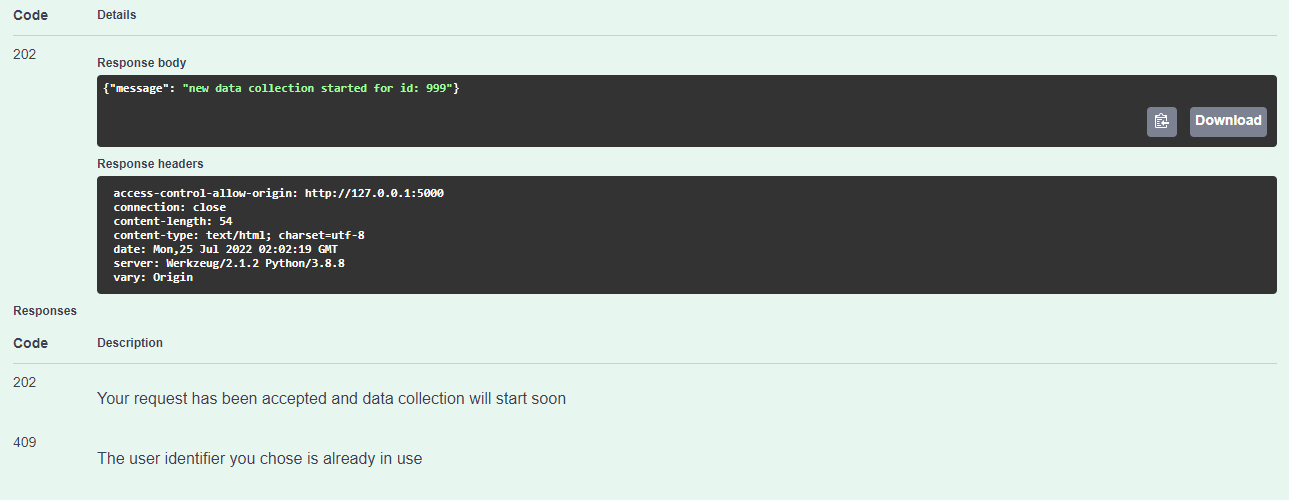 Code Details
202
Response body
{"message": "new data collection started for id: 999"}
Download
Response headers
access-control-allow-origin: http://127.0.0.1:5000
connection: close
content-length: 54
content-type: text/html; charset=utf-8
date: Mon,25 Jul 2022 02:02:19 GMT
server: Werkzeug/2.1.2 Python/3.8.8
vary: Origin
Responses
Code Description
202
Your request has been accepted and data collection will start soon
409
The user identifier you chose is already in use